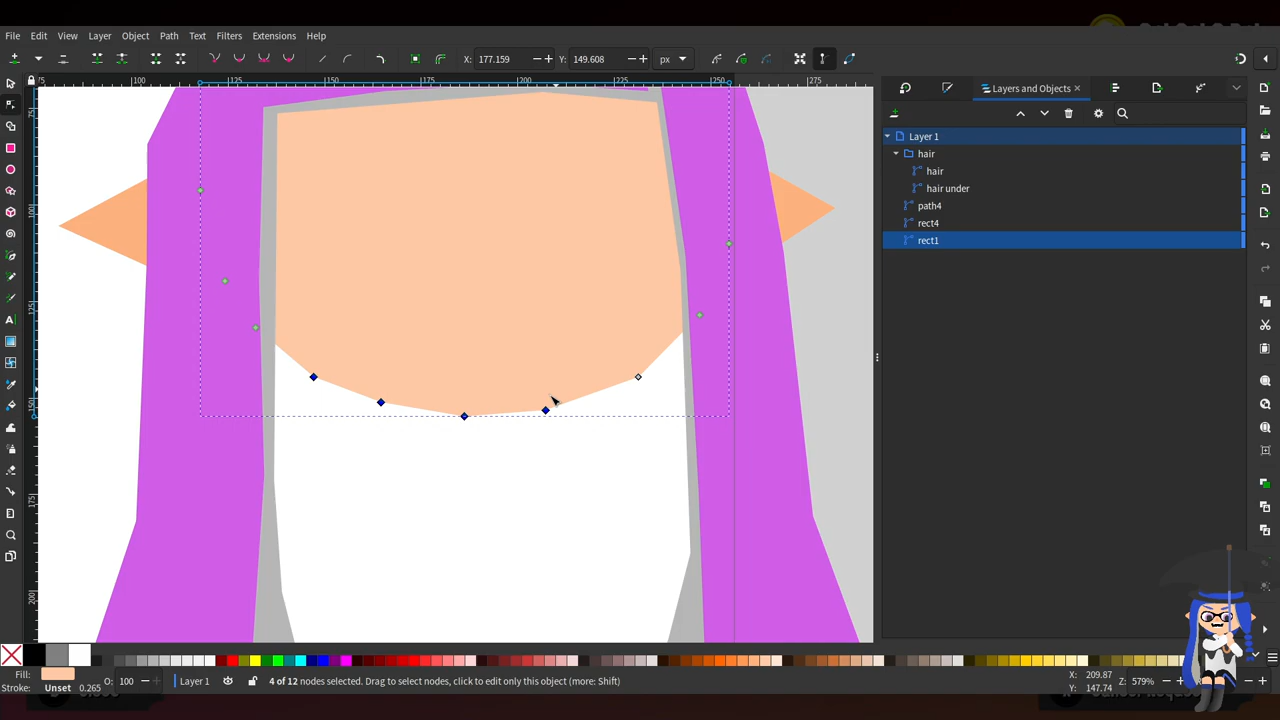 File Edit View Layer Object Path Text Filters Extensions Help
X: 177.159 Y: 149.608 px
Layers and Objects
Layer 1
hair
hair
hair under
path4
rect4
rect1
Fill:
Stroke: Unset 0.265
O: 100
Layer 1
4 of 12 nodes selected. Drag to select nodes, click to edit only this object (more: Shift)
X: 209.87
Y: 147.74
Z: 579%